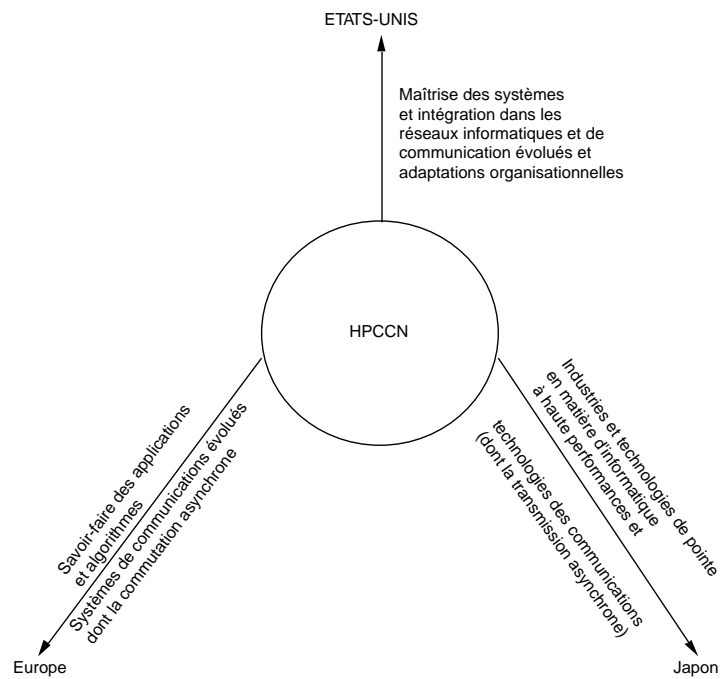 ETATS-UNIS
Maîtrise des systèmes
et intégration dans les
réseaux informatiques et de
communication évolués et
adaptations organisationnelles
HPCCN
Savoir-faire des applications
et algorithmes
Systèmes de communications évolués
dont la commutation asynchrone
Industries et technologies de pointe
en matière d'informatique
à haute performances et
technologies des communications
(dont la transmission asynchrone)
Europe
Japon